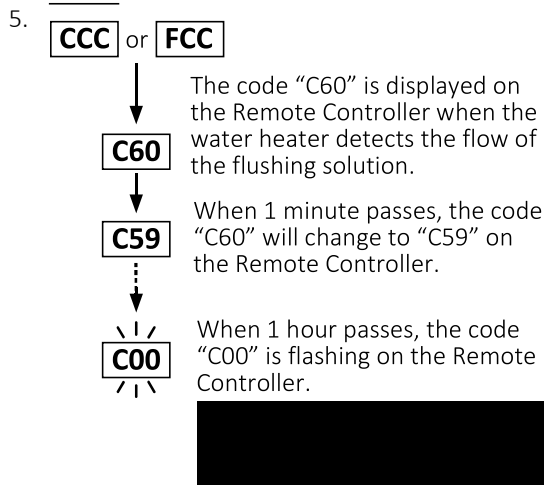 5.
CCC or FCC
The code “C60” is displayed on
the Remote Controller when the
C60 water heater detects the flow of
the flushing solution.
When 1 minute passes, the code
C59 “C60” will change to “C59” on
the Remote Controller.
When 1 hour passes, the code
C00 “C00” is flashing on the Remote
Controller.